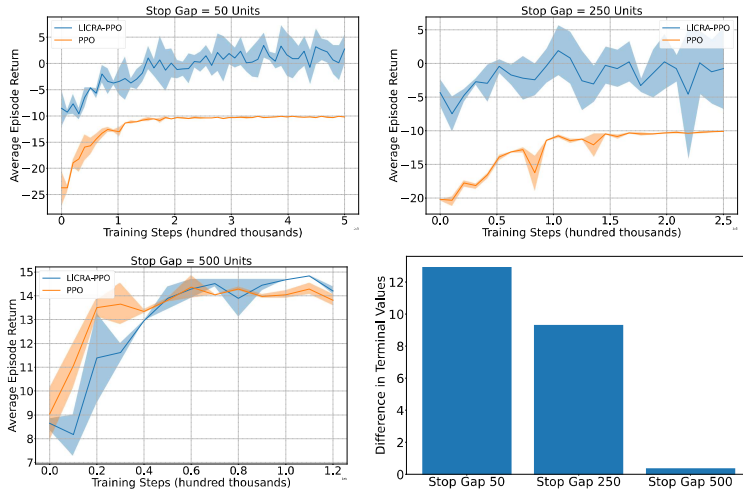 Stop Gap = 50 Units
LICRA-PPO
PPO
Average Episode Return
5
0
−5
−10
−15
−20
−25
0 1 2 3 4 5
Training Steps (hundred thousands)
Stop Gap = 250 Units
LICRA-PPO
PPO
Average Episode Return
5
0
−5
−10
−15
−20
0.0 0.5 1.0 1.5 2.0 2.5
Training Steps (hundred thousands)
Stop Gap = 500 Units
LICRA-PPO
PPO
Average Episode Return
15
14
13
12
11
10
9
8
7
0.0 0.2 0.4 0.6 0.8 1.0 1.2
Training Steps (hundred thousands)
Difference in Terminal Values
12
10
8
6
4
2
0
Stop Gap 50 Stop Gap 250 Stop Gap 500